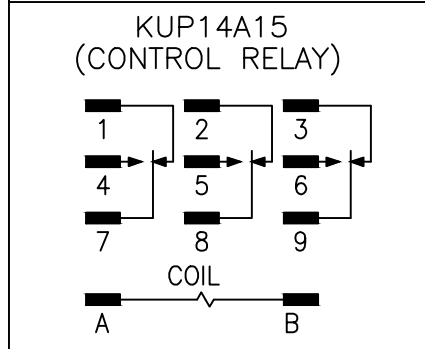 KUP14A15
(CONTROL RELAY)
1 2 3
4 5 6
7 8 9
COIL
A B